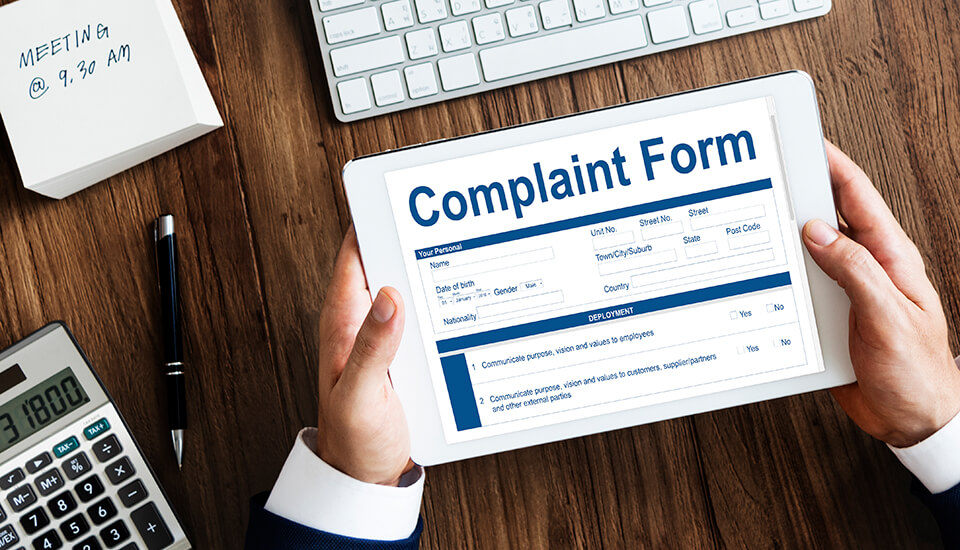 MEETING
@ 9.30 AM
Complaint Form
Your Personal
Name
Unit No.
Street No.
Street
Town/City/Suburb
State
Post Code
Date of birth
January
Gender
Male
Nationality
Country
DEPLOYMENT
1 Communicate purpose, vision and values to employees
Yes
No
2 Communicate purpose, vision and values to customers, supplier/partners
and other external parties
Yes
No
31800
TAX−
TAX+
%
÷
M−
M+
×
7
8
9
−
4
5
6
+
2
3